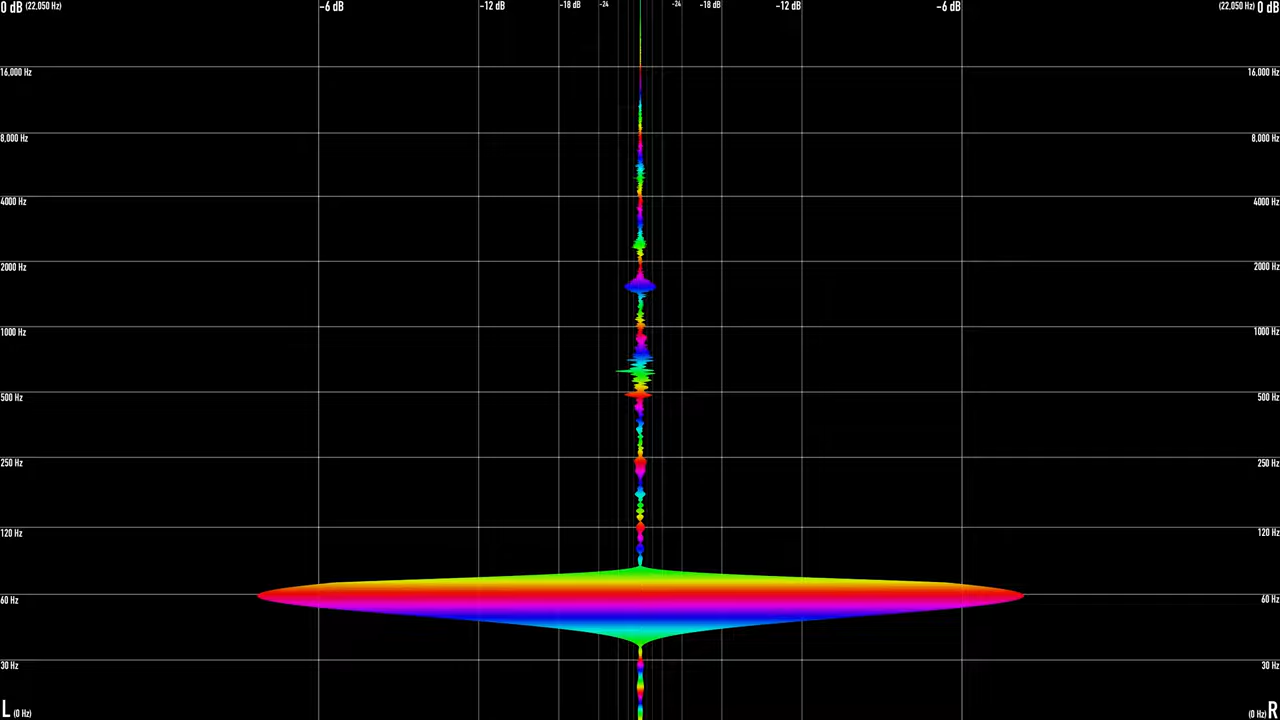 0 dB (22,050 Hz) -6 dB -12 dB -18 dB -24 -24 -18 dB -12 dB -6 dB (22,050 Hz) 0 dB
16,000 Hz 16,000 Hz
8,000 Hz 8,000 Hz
4000 Hz 4000 Hz
2000 Hz 2000 Hz
1000 Hz 1000 Hz
500 Hz 500 Hz
250 Hz 250 Hz
120 Hz 120 Hz
60 Hz 60 Hz
30 Hz 30 Hz
L (0 Hz) (0 Hz) R